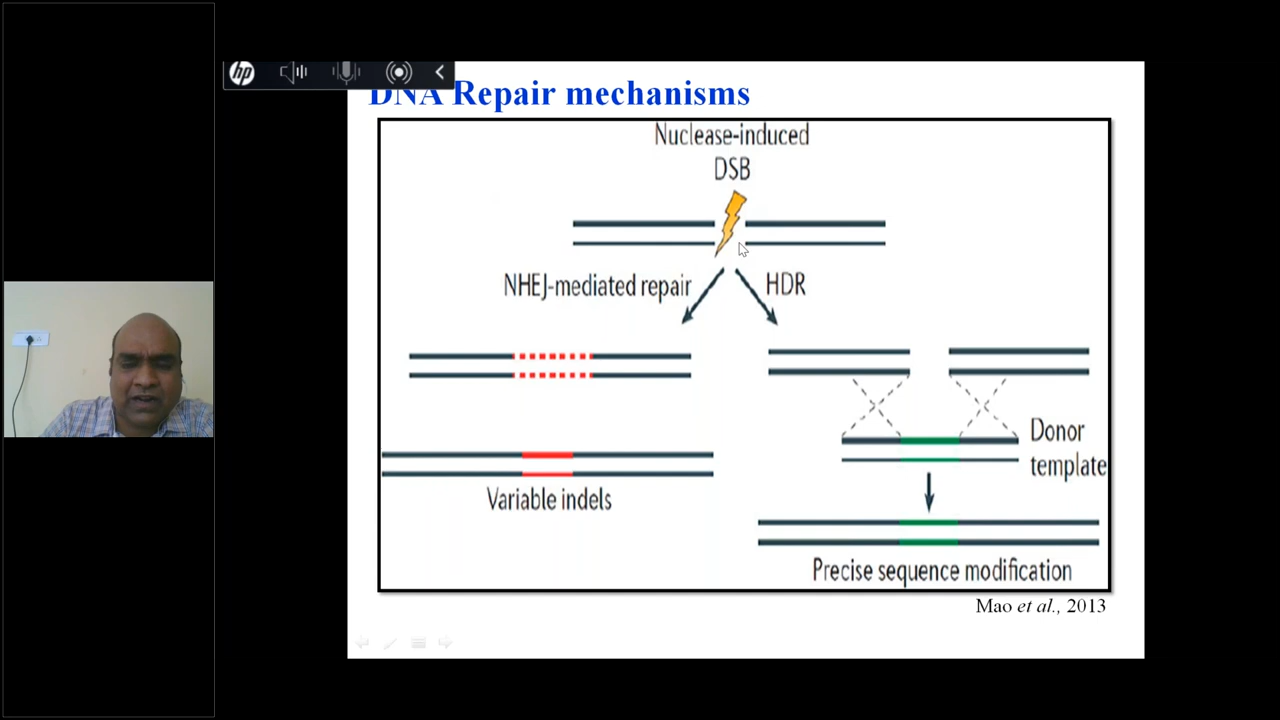 hp
DNA Repair mechanisms
Nuclease-induced
DSB
NHEJ-mediated repair
HDR
Donor
template
Variable indels
Precise sequence modification
Mao et al., 2013